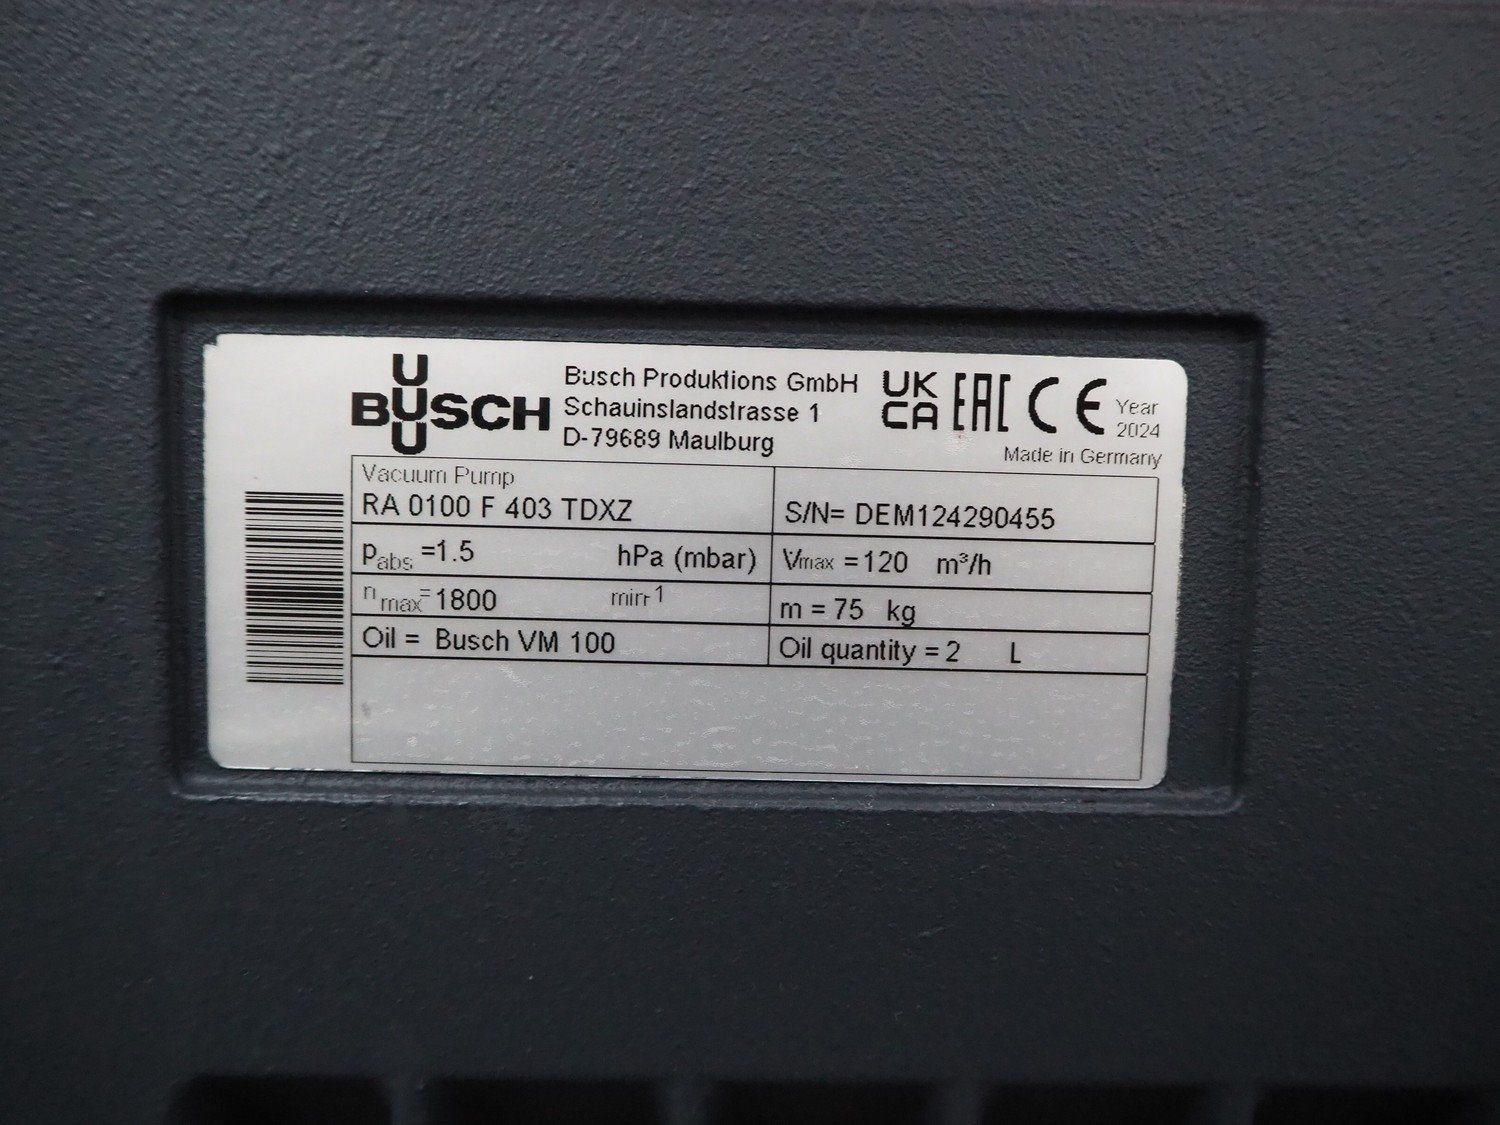 BUSCH
Busch Produktions GmbH
Schauinslandstrasse 1
D-79689 Maulburg
UK
CA
EAC
CE
Year
2024
Made in Germany
Vacuum Pump
RA 0100 F 403 TDXZ
S/N= DEM124290455
pabs =1.5 hPa (mbar)
V̇max =120 m³/h
nmax=1800 min-1
m = 75 kg
Oil = Busch VM 100
Oil quantity = 2 L